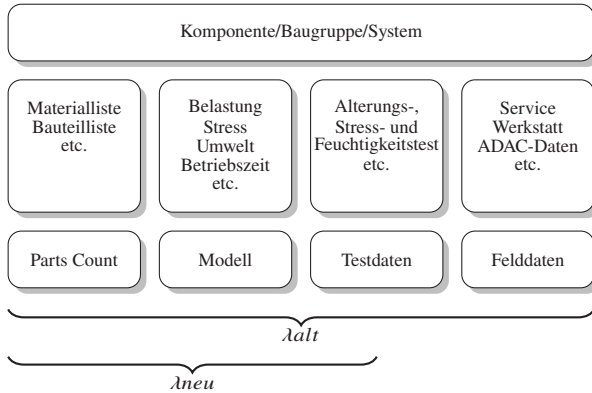 Komponente/Baugruppe/System
Materialliste
Bauteilliste
etc.
Belastung
Stress
Umwelt
Betriebszeit
etc.
Alterungs-,
Stress- und
Feuchtigkeitstest
etc.
Service
Werkstatt
ADAC-Daten
etc.
Parts Count
Modell
Testdaten
Felddaten
λalt
λneu